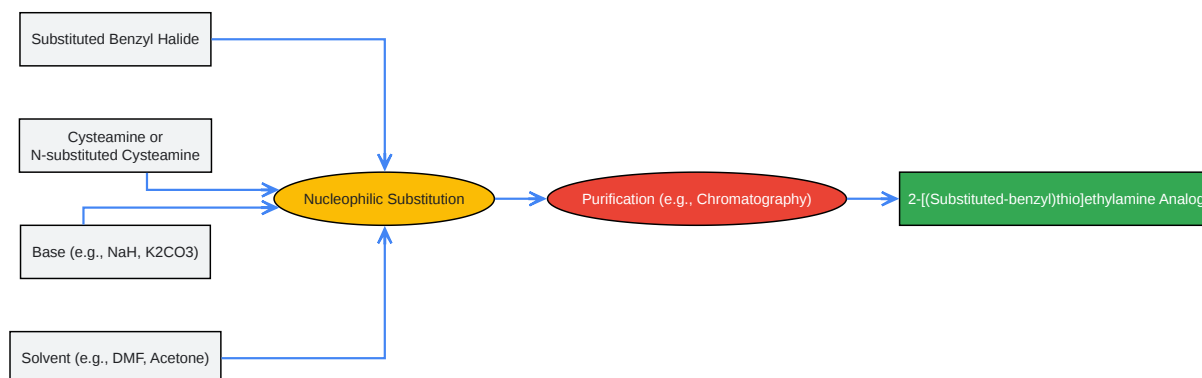 Substituted Benzyl Halide
Cysteamine or
N-substituted Cysteamine
Base (e.g., NaH, K2CO3)
Solvent (e.g., DMF, Acetone)
Nucleophilic Substitution
Purification (e.g., Chromatography)
2-[(Substituted-benzyl)thio]ethylamine Analog